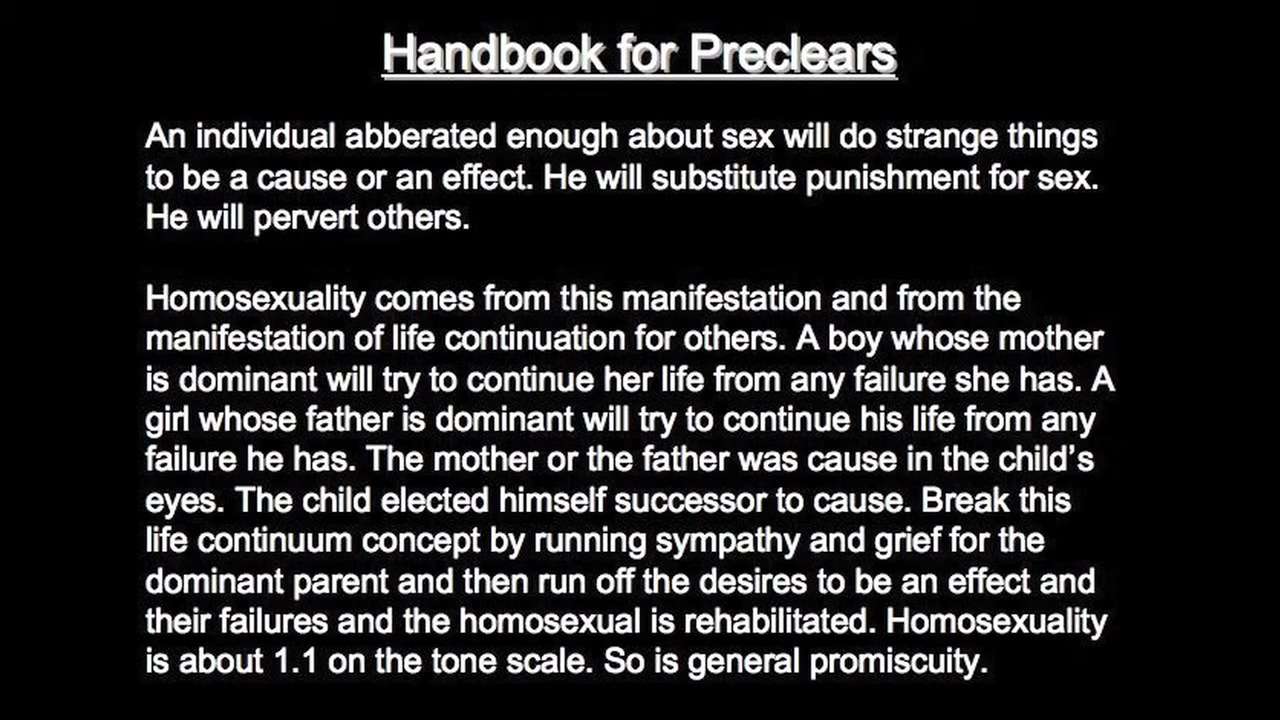 Handbook for Preclears
An individual abberated enough about sex will do strange things
to be a cause or an effect. He will substitute punishment for sex.
He will pervert others.
Homosexuality comes from this manifestation and from the
manifestation of life continuation for others. A boy whose mother
is dominant will try to continue her life from any failure she has. A
girl whose father is dominant will try to continue his life from any
failure he has. The mother or the father was cause in the child’s
eyes. The child elected himself successor to cause. Break this
life continuum concept by running sympathy and grief for the
dominant parent and then run off the desires to be an effect and
their failures and the homosexual is rehabilitated. Homosexuality
is about 1.1 on the tone scale. So is general promiscuity.